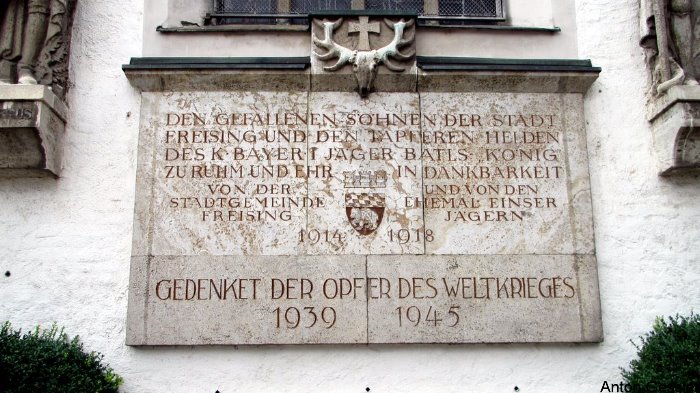 DEN GEFALLENEN SÖHNEN DER STADT
FREISING UND DEN TAPFEREN HELDEN
DES K. BAYER. 1 JÄGER BATLS. KÖNIG
ZU RUHM UND EHR IN DANKBARKEIT
VON DER UND VON DEN
STADTGEMEINDE EHEMAL EINSER
FREISING JÄGERN
1914 1918
GEDENKET DER OPFER DES WELTKRIEGES
1939 1945